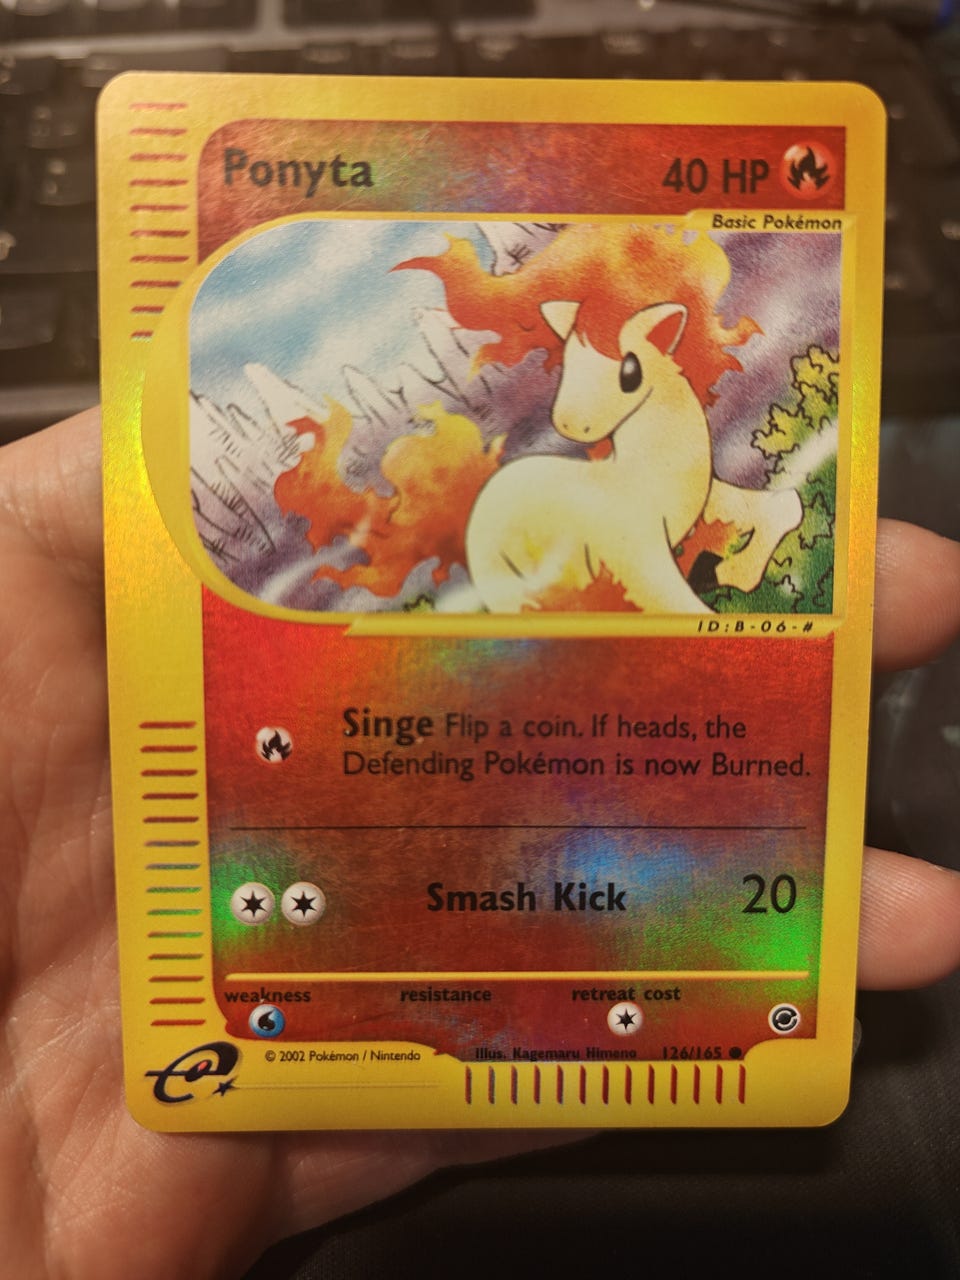 Ponyta
40 HP
Basic Pokémon
ID:B-06-#
Singe Flip a coin. If heads, the
Defending Pokémon is now Burned.
Smash Kick 20
weakness resistance retreat cost
© 2002 Pokémon / Nintendo
Illus. Kagemaru Himeno 126/165